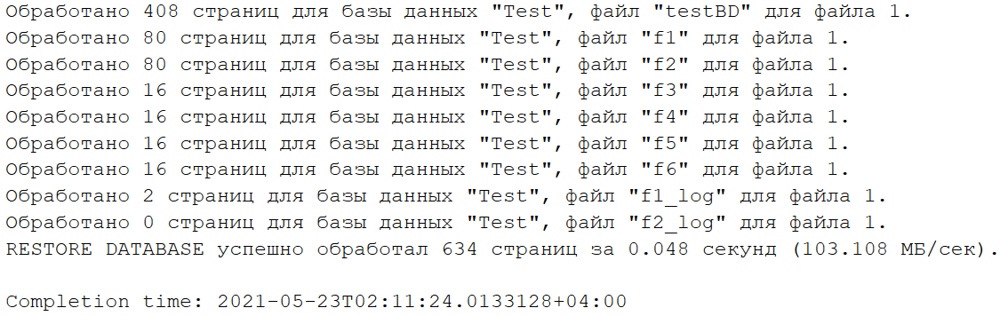 Обработано 408 страниц для базы данных "Test", файл "testBD" для файла 1.
Обработано 80 страниц для базы данных "Test", файл "f1" для файла 1.
Обработано 80 страниц для базы данных "Test", файл "f2" для файла 1.
Обработано 16 страниц для базы данных "Test", файл "f3" для файла 1.
Обработано 16 страниц для базы данных "Test", файл "f4" для файла 1.
Обработано 16 страниц для базы данных "Test", файл "f5" для файла 1.
Обработано 16 страниц для базы данных "Test", файл "f6" для файла 1.
Обработано 2 страниц для базы данных "Test", файл "f1_log" для файла 1.
Обработано 0 страниц для базы данных "Test", файл "f2_log" для файла 1.
RESTORE DATABASE успешно обработал 634 страниц за 0.048 секунд (103.108 МБ/сек).
Completion time: 2021-05-23T02:11:24.0133128+04:00